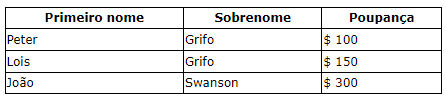 Primeiro nome Sobrenome Poupança
Peter Grifo $ 100
Lois Grifo $ 150
João Swanson $ 300